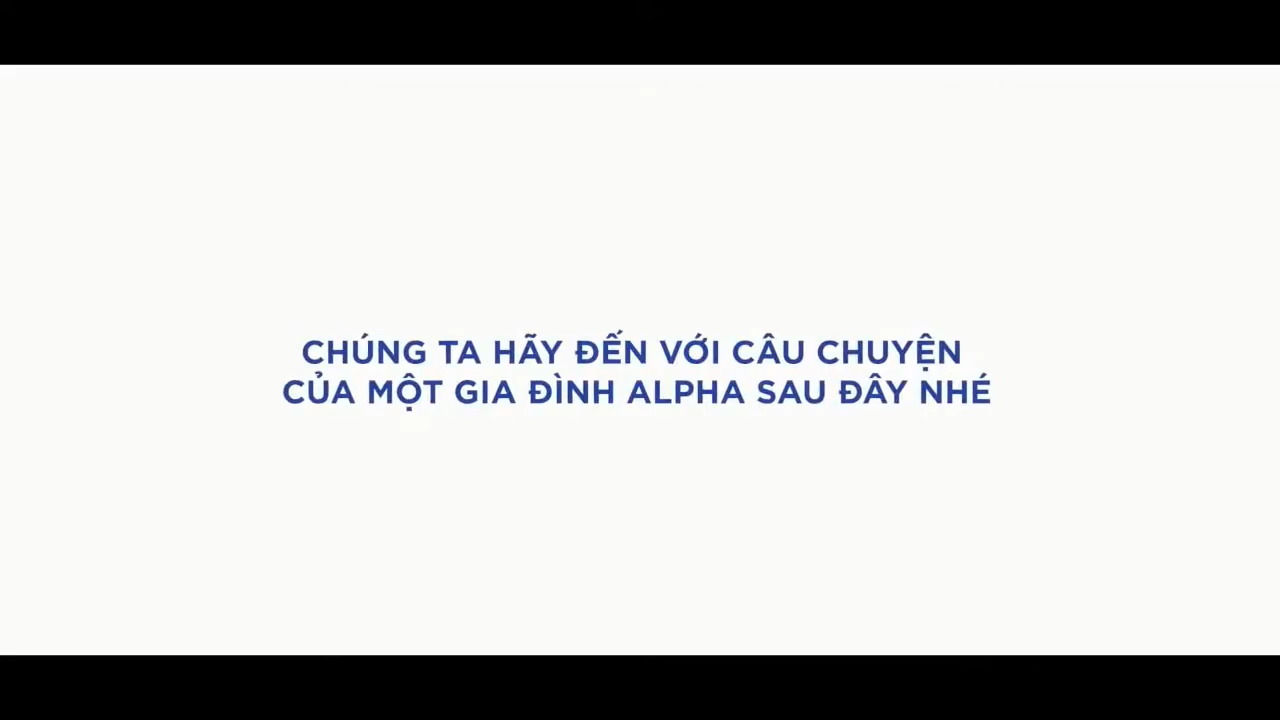 CHÚNG TA HÃY ĐẾN VỚI CÂU CHUYỆN
CỦA MỘT GIA ĐÌNH ALPHA SAU ĐÂY NHÉ